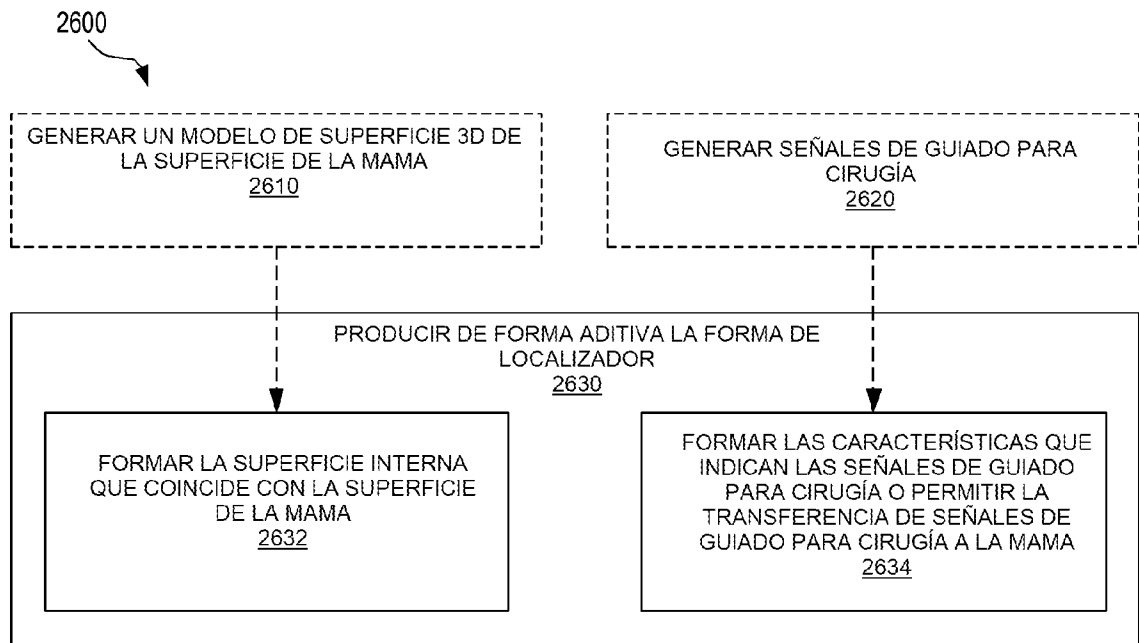 2600
GENERAR UN MODELO DE SUPERFICIE 3D DE
LA SUPERFICIE DE LA MAMA
2610
GENERAR SEÑALES DE GUIADO PARA
CIRUGÍA
2620
PRODUCIR DE FORMA ADITIVA LA FORMA DE
LOCALIZADOR
2630
FORMAR LA SUPERFICIE INTERNA
QUE COINCIDE CON LA SUPERFICIE
DE LA MAMA
2632
FORMAR LAS CARACTERÍSTICAS QUE
INDICAN LAS SEÑALES DE GUIADO
PARA CIRUGÍA O PERMITIR LA
TRANSFERENCIA DE SEÑALES DE
GUIADO PARA CIRUGÍA A LA MAMA
2634